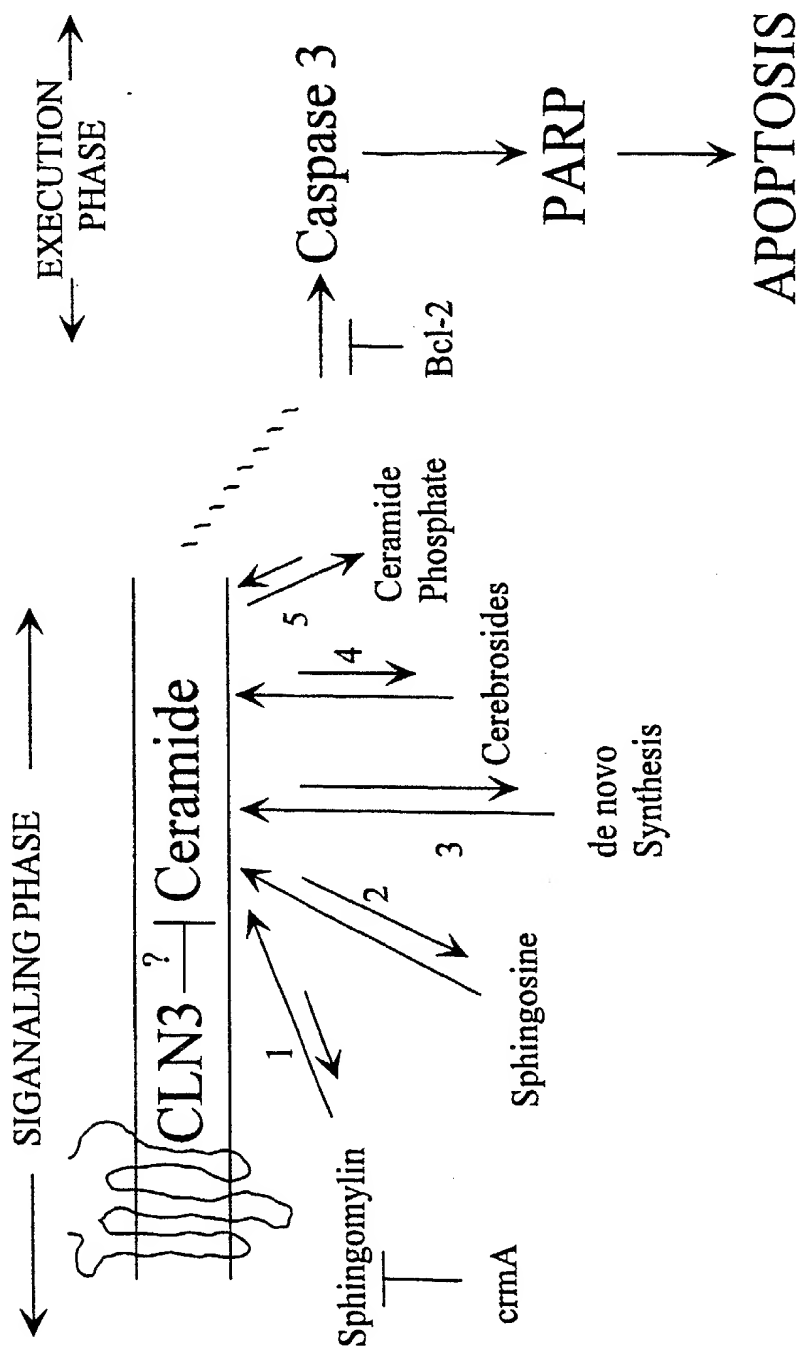 SIGANALING PHASE
EXECUTION
PHASE
CLN3
?
Ceramide
Caspase 3
1
2
3
4
5
Bcl-2
Sphingomylin
crmA
Sphingosine
de novo
Synthesis
Cerebrosides
Ceramide
Phosphate
PARP
APOPTOSIS